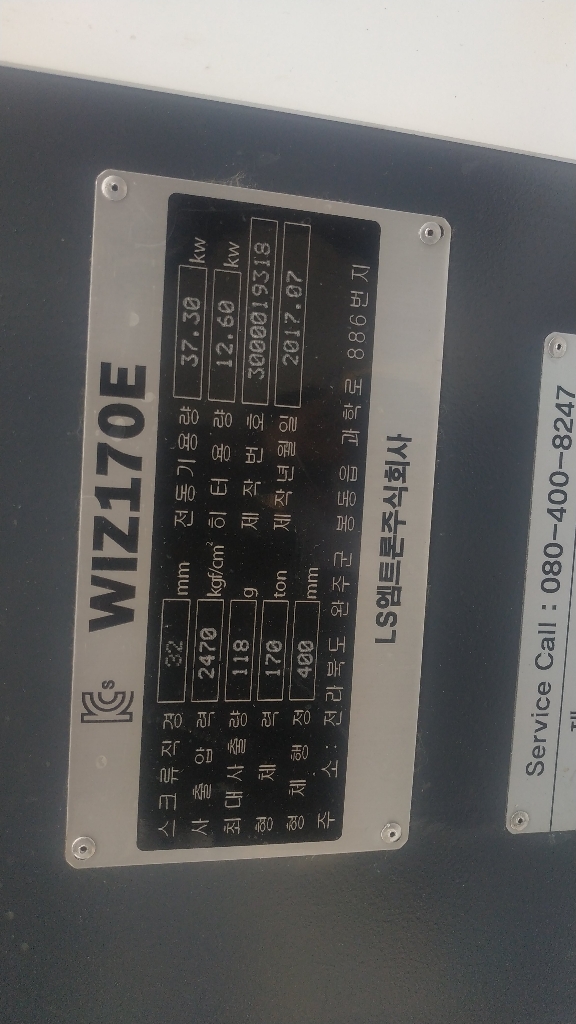 WIZ170E
스크류직경 32 mm 전동기용량 37.30 kw
사출압력 2470 kgf/cm² 히터용량 12.60 kw
최대사출량 118 g 제작번호 3000019318
형체력 170 ton 제작년월일 2017.07
형체행정 400 mm
주소: 전라북도 완주군 봉동읍 과학로 886번지
LS엠트론주식회사
Service Call : 080-400-8247